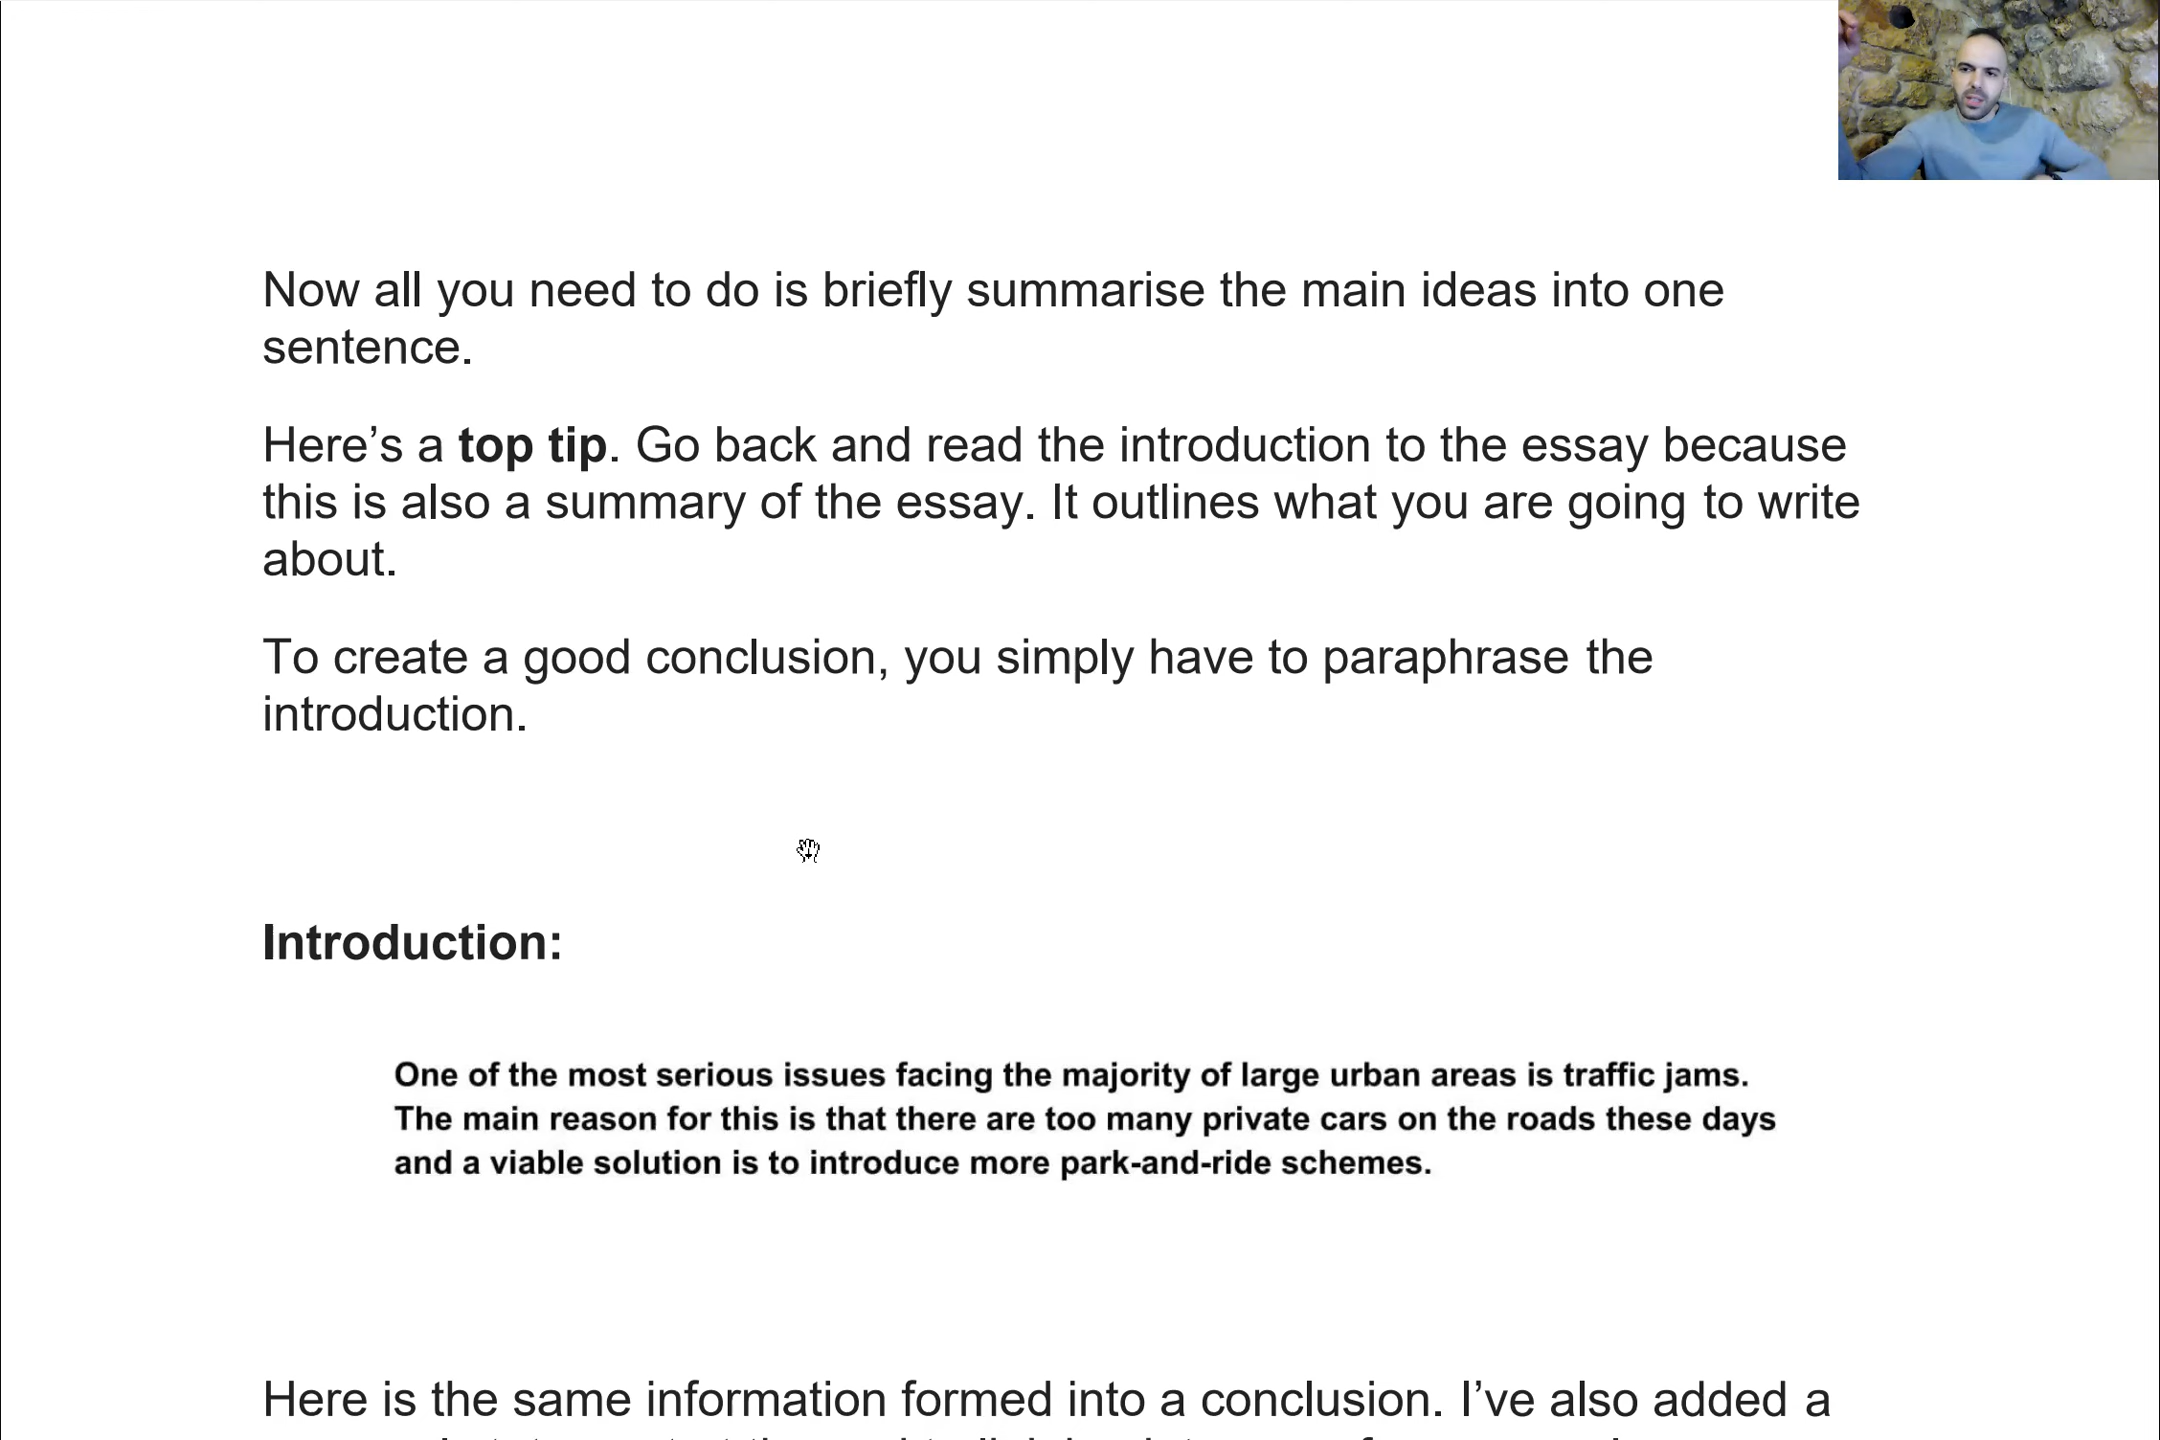 Now all you need to do is briefly summarise the main ideas into one
sentence.
Here’s a top tip. Go back and read the introduction to the essay because
this is also a summary of the essay. It outlines what you are going to write
about.
To create a good conclusion, you simply have to paraphrase the
introduction.
Introduction:
One of the most serious issues facing the majority of large urban areas is traffic jams.
The main reason for this is that there are too many private cars on the roads these days
and a viable solution is to introduce more park-and-ride schemes.
Here is the same information formed into a conclusion. I’ve also added a